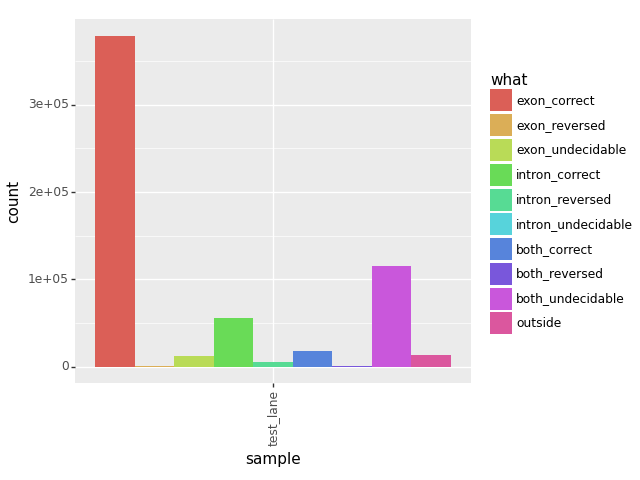 3e+05
2e+05
1e+05
0
count
test_lane
sample
what
exon_correct
exon_reversed
exon_undecidable
intron_correct
intron_reversed
intron_undecidable
both_correct
both_reversed
both_undecidable
outside